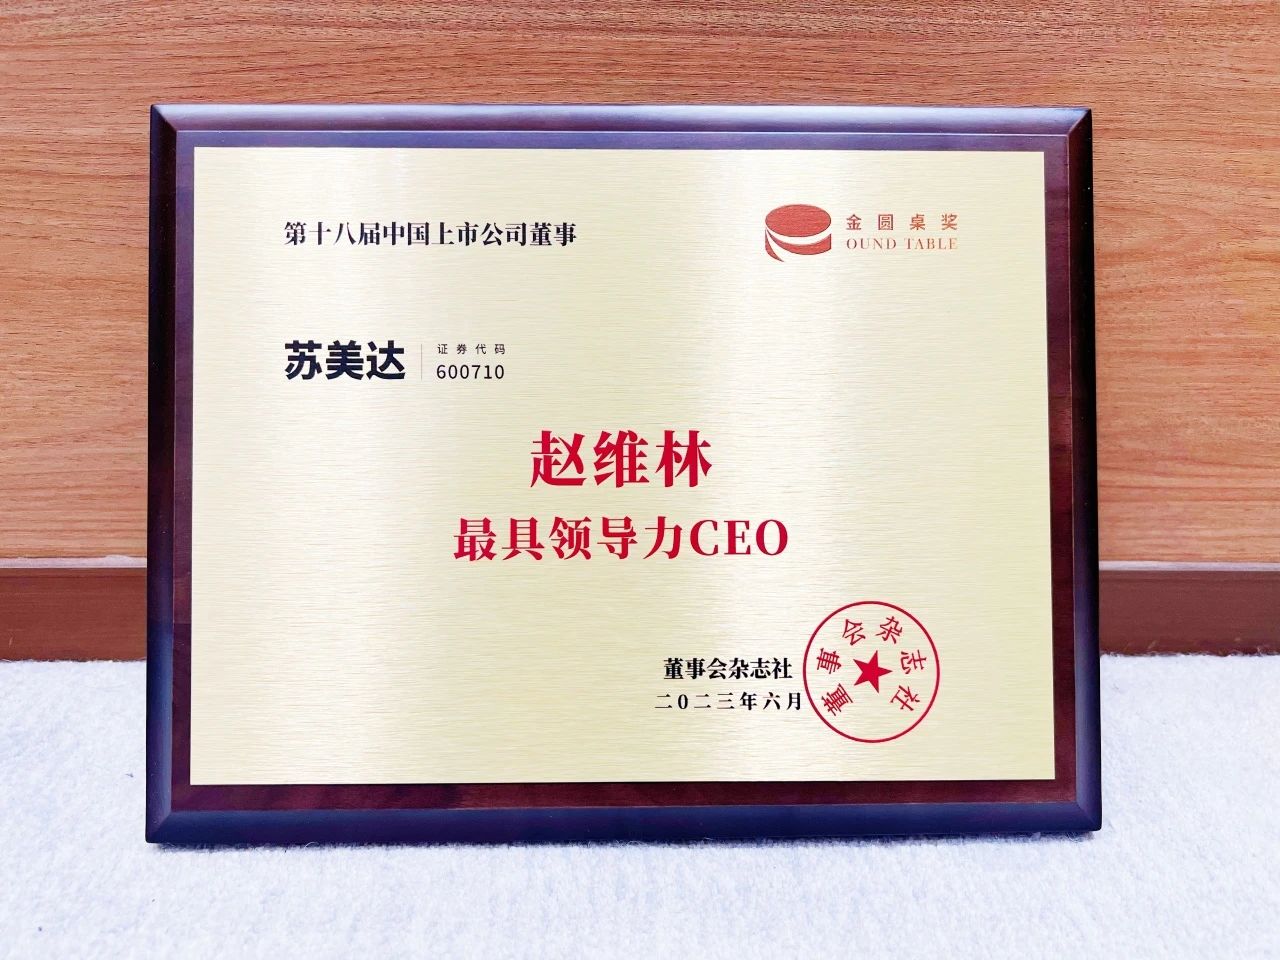 第十八届中国上市公司董事
金圆桌奖
OUND TABLE
苏美达
证券代码
600710
赵维林
最具领导力CEO
董事会杂志社
二0二三年六月
董事会杂志社